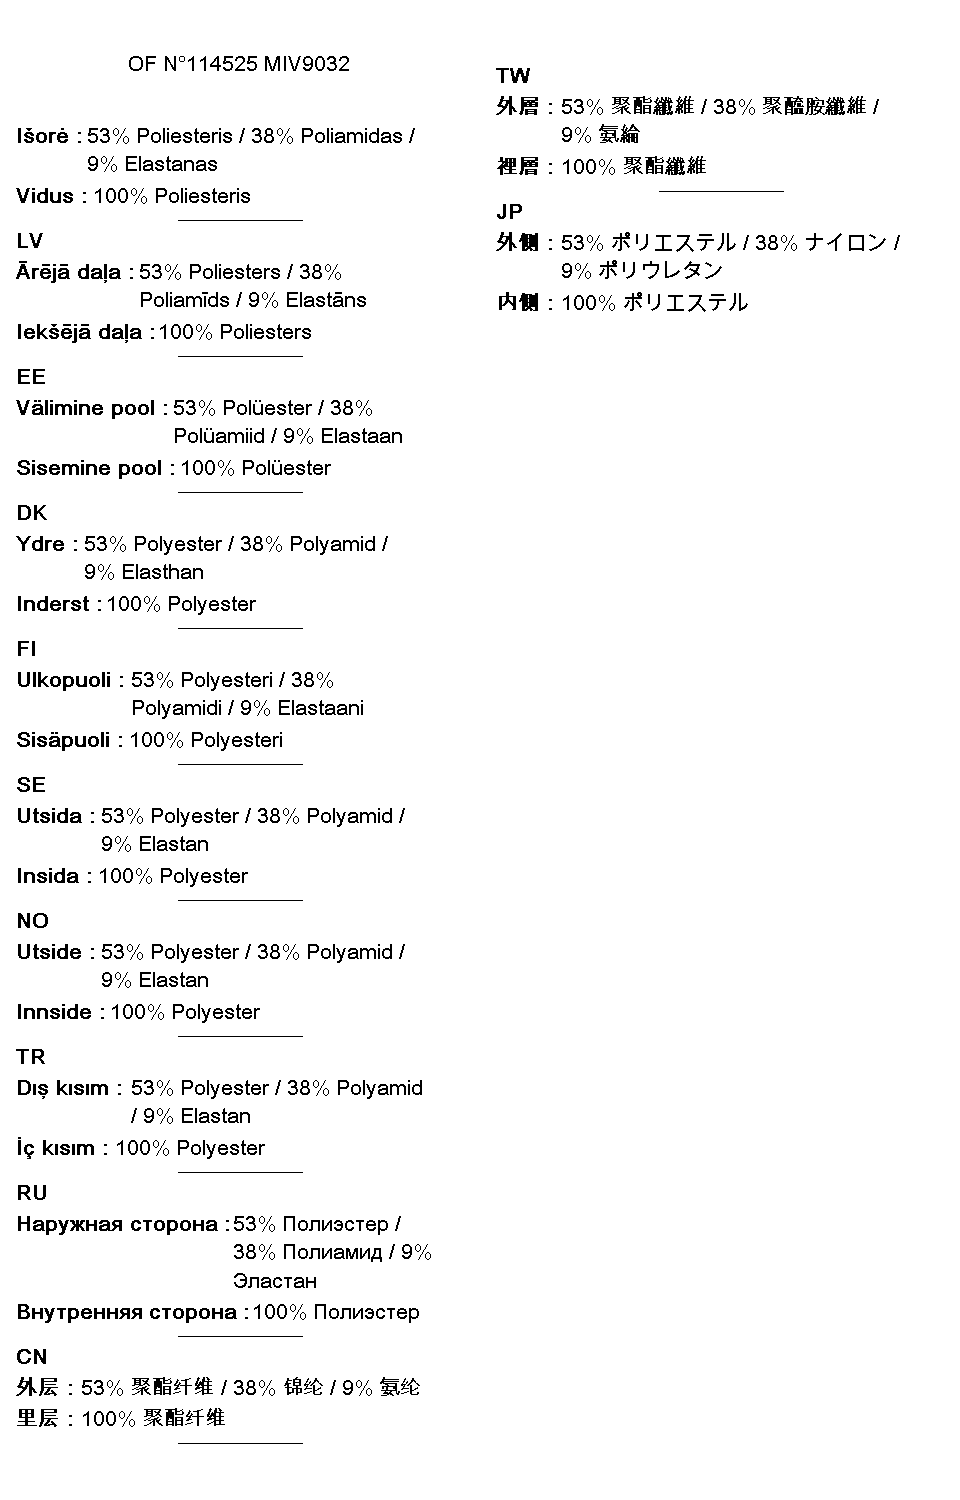 OF N°114525 MIV9032
Išorė : 53% Poliesteris / 38% Poliamidas /
9% Elastanas
Vidus : 100% Poliesteris
LV
Ārējā daļa : 53% Poliesters / 38%
Poliamīds / 9% Elastāns
Iekšējā daļa : 100% Poliesters
EE
Välimine pool : 53% Polüester / 38%
Polüamiid / 9% Elastaan
Sisemine pool : 100% Polüester
DK
Ydre : 53% Polyester / 38% Polyamid /
9% Elasthan
Inderst : 100% Polyester
FI
Ulkopuoli : 53% Polyesteri / 38%
Polyamidi / 9% Elastaani
Sisäpuoli : 100% Polyesteri
SE
Utsida : 53% Polyester / 38% Polyamid /
9% Elastan
Insida : 100% Polyester
NO
Utside : 53% Polyester / 38% Polyamid /
9% Elastan
Innside : 100% Polyester
TR
Dış kısım : 53% Polyester / 38% Polyamid
/ 9% Elastan
İç kısım : 100% Polyester
RU
Наружная сторона : 53% Полиэстер /
38% Полиамид / 9%
Эластан
Внутренняя сторона : 100% Полиэстер
CN
外层 : 53% 聚酯纤维 / 38% 锦纶 / 9% 氨纶
里层 : 100% 聚酯纤维
TW
外層 : 53% 聚酯纖維 / 38% 聚醯胺纖維 /
9% 氨綸
裡層 : 100% 聚酯纖維
JP
外側 : 53% ポリエステル / 38% ナイロン /
9% ポリウレタン
内側 : 100% ポリエステル